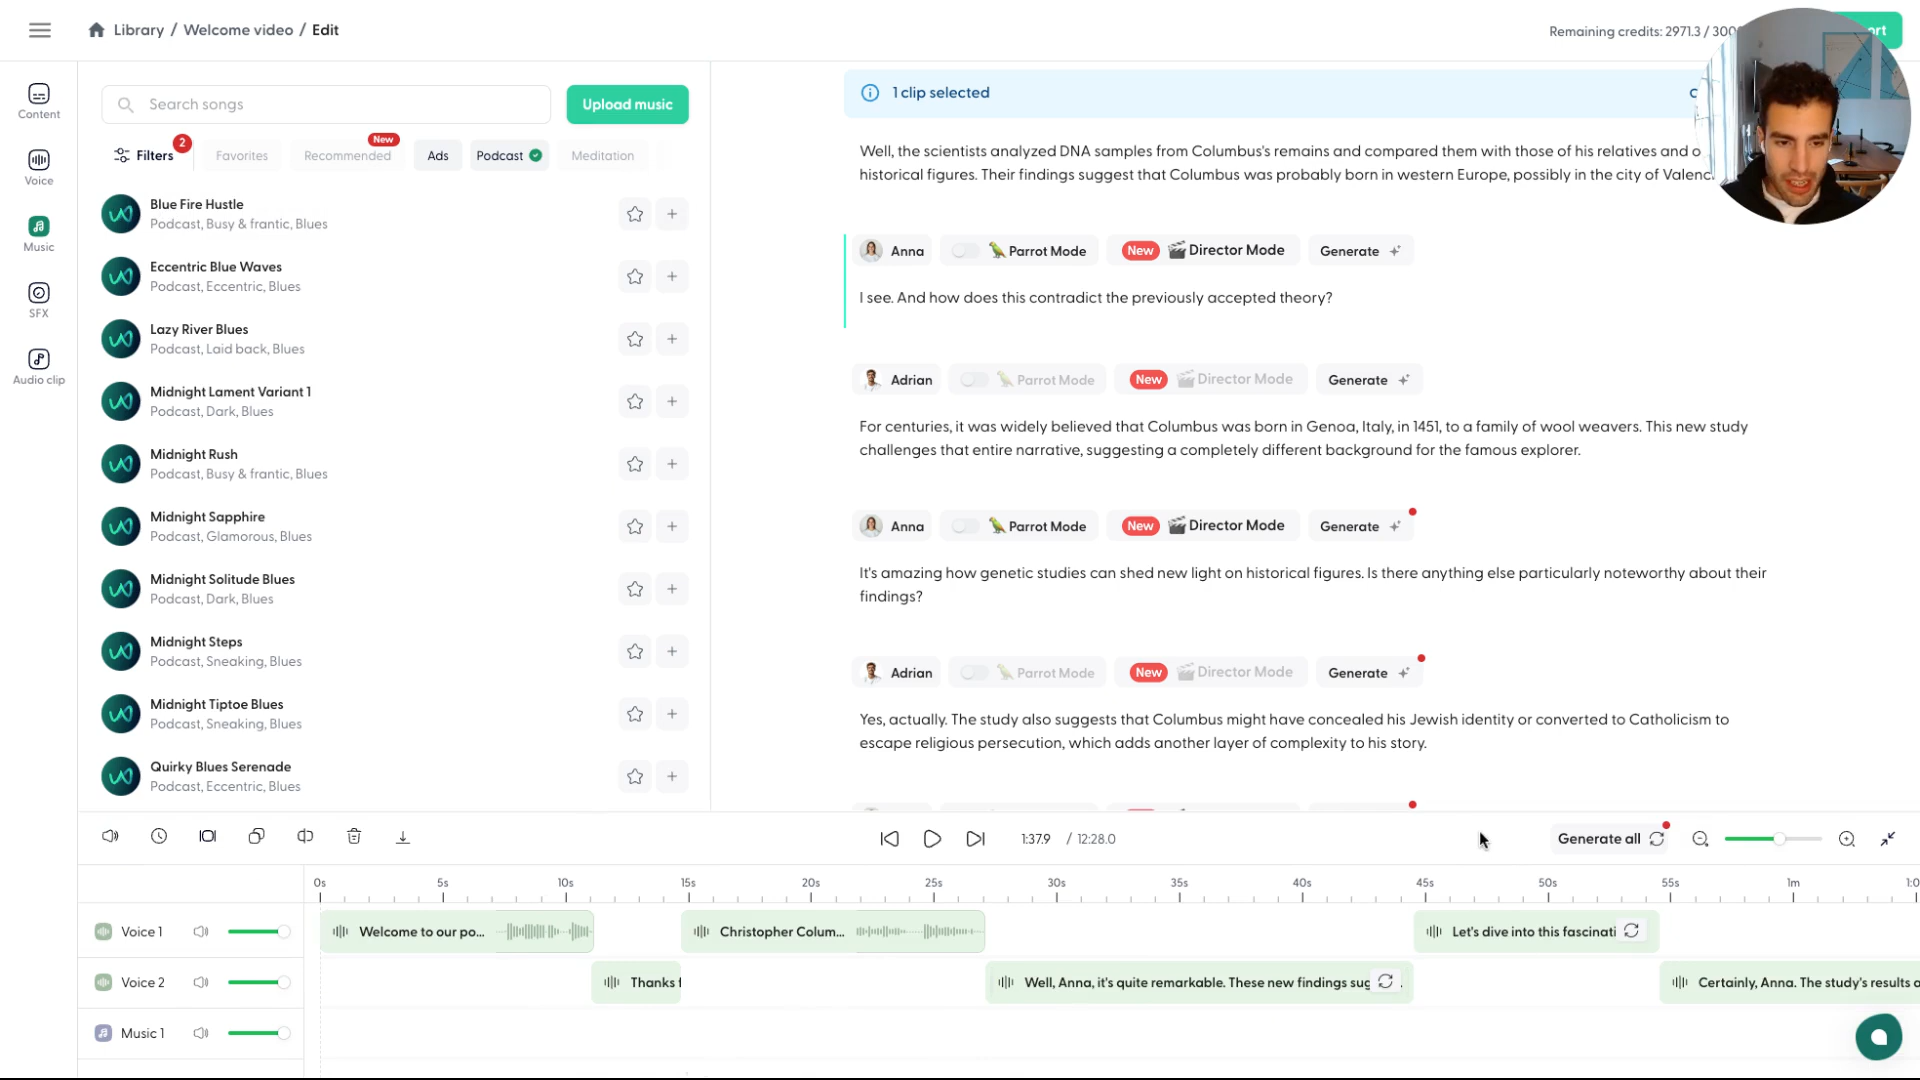 Library / Welcome video / Edit
Remaining credits: 2971.3 /
Content
Voice
Music
SFX
Audio clip
Search songs
Upload music
Filters
2
Favorites
New
Recommended
Ads
Podcast
Meditation
Blue Fire Hustle
Podcast, Busy & frantic, Blues
Eccentric Blue Waves
Podcast, Eccentric, Blues
Lazy River Blues
Podcast, Laid back, Blues
Midnight Lament Variant 1
Podcast, Dark, Blues
Midnight Rush
Podcast, Busy & frantic, Blues
Midnight Sapphire
Podcast, Glamorous, Blues
Midnight Solitude Blues
Podcast, Dark, Blues
Midnight Steps
Podcast, Sneaking, Blues
Midnight Tiptoe Blues
Podcast, Sneaking, Blues
Quirky Blues Serenade
Podcast, Eccentric, Blues
1 clip selected
Well, the scientists analyzed DNA samples from Columbus's remains and compared them with those of his relatives and
historical figures. Their findings suggest that Columbus was probably born in western Europe, possibly in the city of
Anna Parrot Mode New Director Mode Generate
I see. And how does this contradict the previously accepted theory?
Adrian Parrot Mode New Director Mode Generate
For centuries, it was widely believed that Columbus was born in Genoa, Italy, in 1451, to a family of wool weavers. This new study
challenges that entire narrative, suggesting a completely different background for the famous explorer.
Anna Parrot Mode New Director Mode Generate
It's amazing how genetic studies can shed new light on historical figures. Is there anything else particularly noteworthy about their
findings?
Adrian Parrot Mode New Director Mode Generate
Yes, actually. The study also suggests that Columbus might have concealed his Jewish identity or converted to Catholicism to
escape religious persecution, which adds another layer of complexity to his story.
1:37.9 / 12:28.0
Generate all
0s 5s 10s 15s 20s 25s 30s 35s 40s 45s 50s 55s 1m
Voice 1
Welcome to our po...
Christopher Colum...
Let's dive into this fascinati
Voice 2
Thanks
Well, Anna, it's quite remarkable. These new findings sug
Certainly, Anna. The study's results
Music 1